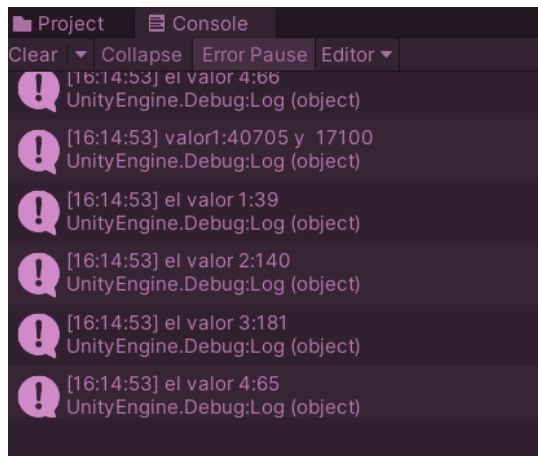 Project Console
Clear Collapse Error Pause Editor
[16:14:53] el valor 4:66
UnityEngine.Debug:Log (object)
[16:14:53] valor1:40705 y  17100
UnityEngine.Debug:Log (object)
[16:14:53] el valor 1:39
UnityEngine.Debug:Log (object)
[16:14:53] el valor 2:140
UnityEngine.Debug:Log (object)
[16:14:53] el valor 3:181
UnityEngine.Debug:Log (object)
[16:14:53] el valor 4:65
UnityEngine.Debug:Log (object)